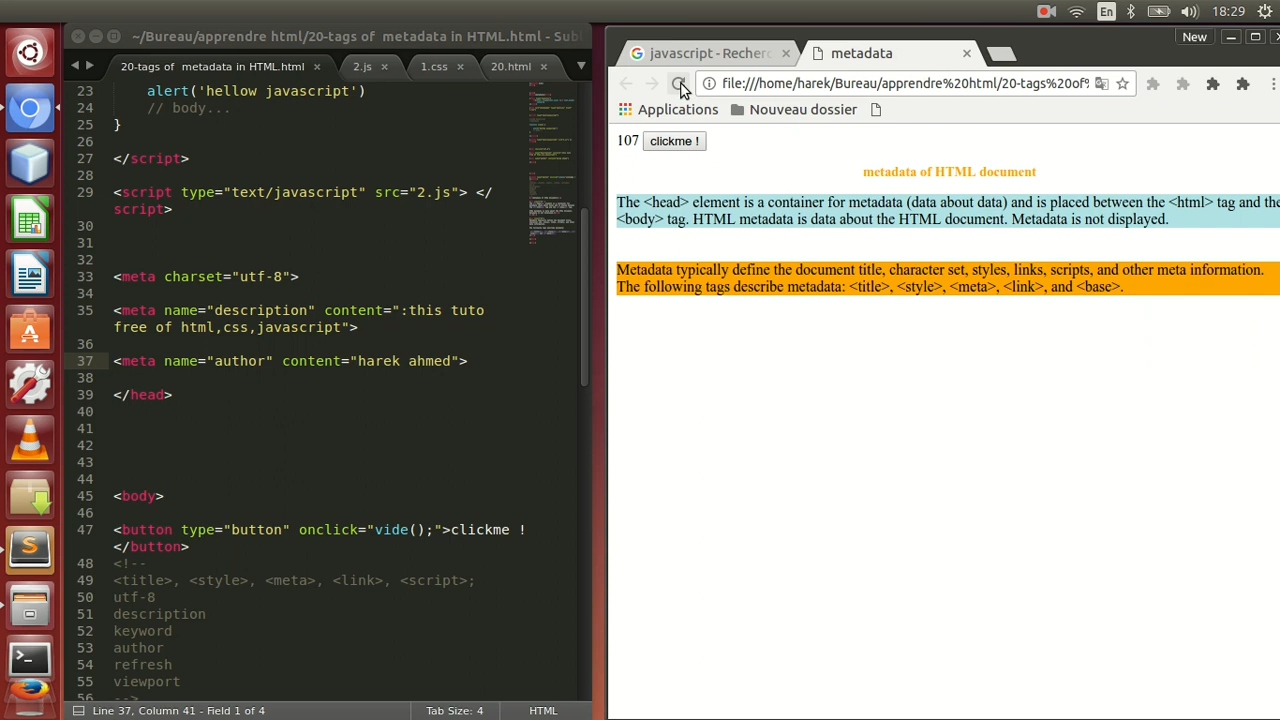 En
18:29
~/Bureau/apprendre html/20-tags of  metadata in HTML.html - Subl
New
20-tags of  metadata in HTML.html
2.js
1.css
20.html
javascript - Recherc
metadata
file:///home/harek/Bureau/apprendre%20html/20-tags%20of%
Applications
Nouveau dossier
23 alert('hellow javascript')
24 // body...
25 }
26
27 </script>
28
29 <script type="text/javascript" src="2.js"> </
script>
30
31
32
33 <meta charset="utf-8">
34
35 <meta name="description" content=":this tuto
free of html,css,javascript">
36
37 <meta name="author" content="harek ahmed">
38
39 </head>
40
41
42
43
44
45 <body>
46
47 <button type="button" onclick="vide();">clickme !
</button>
48 <!--
49 <title>, <style>, <meta>, <link>, <script>;
50 utf-8
51 description
52 keyword
53 author
54 refresh
55 viewport
56 -->
Line 37, Column 41 - Field 1 of 4
Tab Size: 4
HTML
107 clickme !
metadata of HTML document
The <head> element is a container for metadata (data about data) and is placed between the <html> tag and the
<body> tag. HTML metadata is data about the HTML document. Metadata is not displayed.
Metadata typically define the document title, character set, styles, links, scripts, and other meta information.
The following tags describe metadata: <title>, <style>, <meta>, <link>, and <base>.